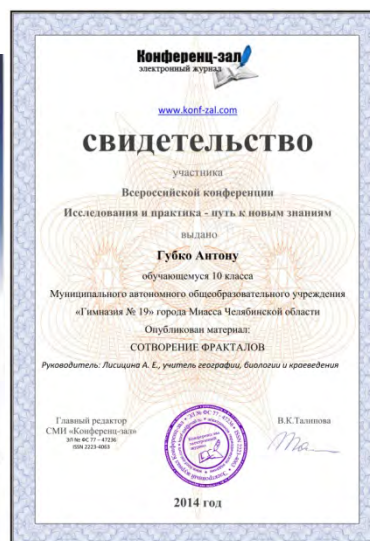 Конференц-зал
электронный журнал
www.konf-zal.com
свидетельство
участника
Всероссийской конференции
Исследования и практика - путь к новым знаниям
выдано
Губко Антону
обучающемуся 10 класса
Муниципального автономного общеобразовательного учреждения
«Гимназия № 19» города Миасса Челябинской области
Опубликован материал:
СОТВОРЕНИЕ ФРАКТАЛОВ
Руководитель: Лисицина А. Е., учитель географии, биологии и краеведения
Главный редактор
СМИ «Конференц-зал»
ЭЛ № ФС 77 – 47236
ISSN 2223-4063
В.К.Талинова
2014 год